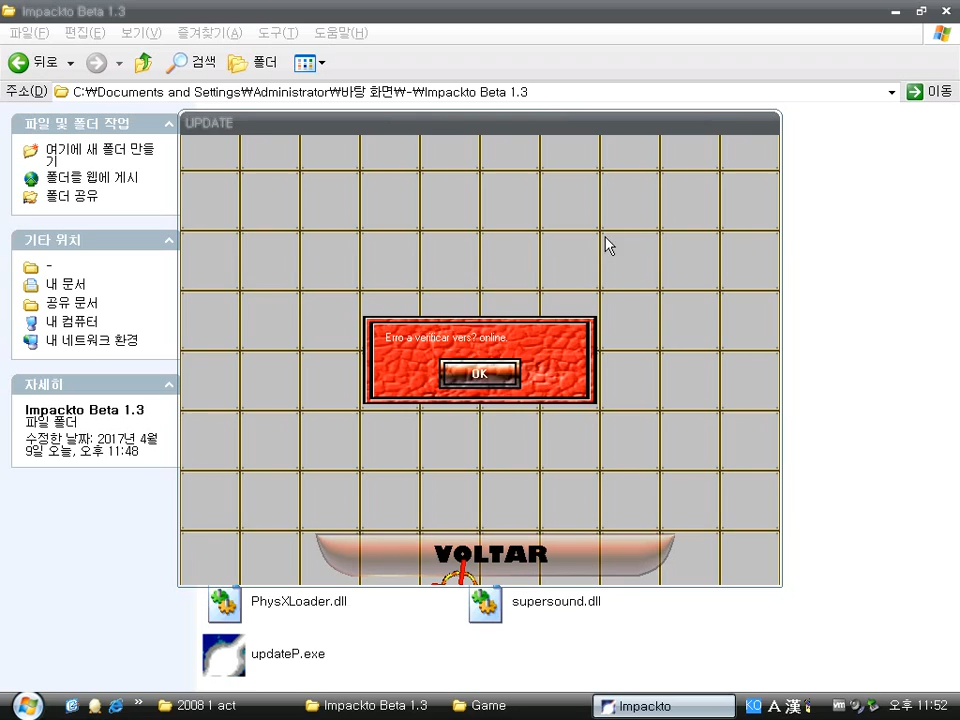 Impackto Beta 1.3
파일(F) 편집(E) 보기(V) 즐겨찾기(A) 도구(T) 도움말(H)
뒤로 검색 폴더
주소(D) C:₩Documents and Settings₩Administrator₩바탕 화면₩-₩Impackto Beta 1.3 이동
파일 및 폴더 작업
여기에 새 폴더 만들
기
폴더를 웹에 게시
폴더 공유
기타 위치
-
내 문서
공유 문서
내 컴퓨터
내 네트워크 환경
자세히
Impackto Beta 1.3
파일 폴더
수정한 날짜: 2017년 4월
9일 오늘, 오후 11:48
UPDATE
Erro a verificar vers? online.
OK
VOLTAR
PhysXLoader.dll
supersound.dll
updateP.exe
2008 1 act
Impackto Beta 1.3
Game
Impackto
KO A 漢
오후 11:52